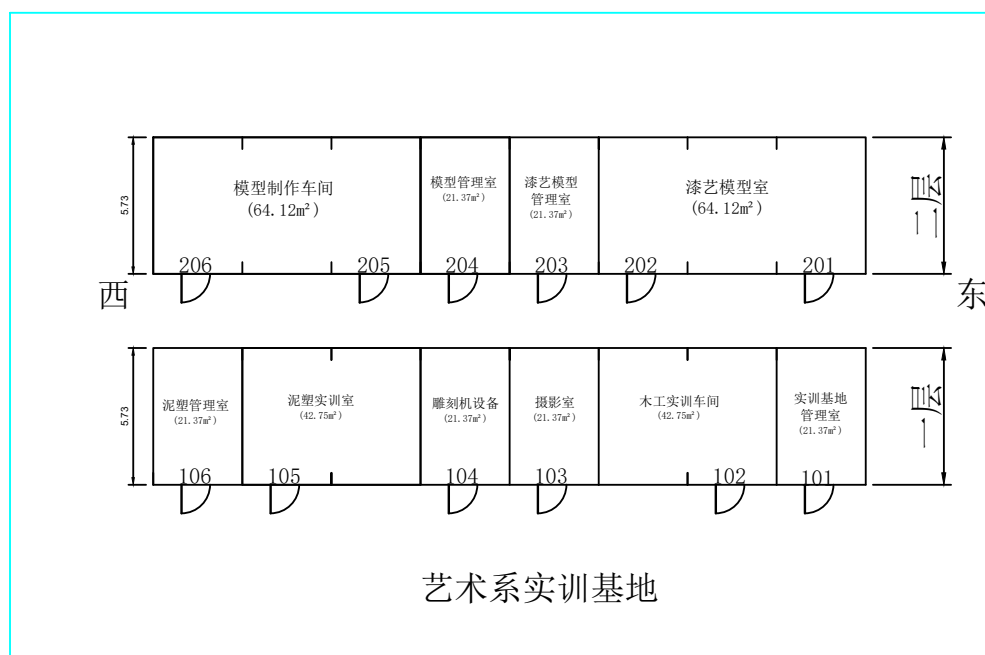 5.73
模型制作车间
(64.12m²)
模型管理室
(21.37m²)
漆艺模型
管理室
(21.37m²)
漆艺模型室
(64.12m²)
二层
206
205
204
203
202
201
西
东
5.73
泥塑管理室
(21.37m²)
泥塑实训室
(42.75m²)
雕刻机设备
(21.37m²)
摄影室
(21.37m²)
木工实训车间
(42.75m²)
实训基地
管理室
(21.37m²)
一层
106
105
104
103
102
101
艺术系实训基地